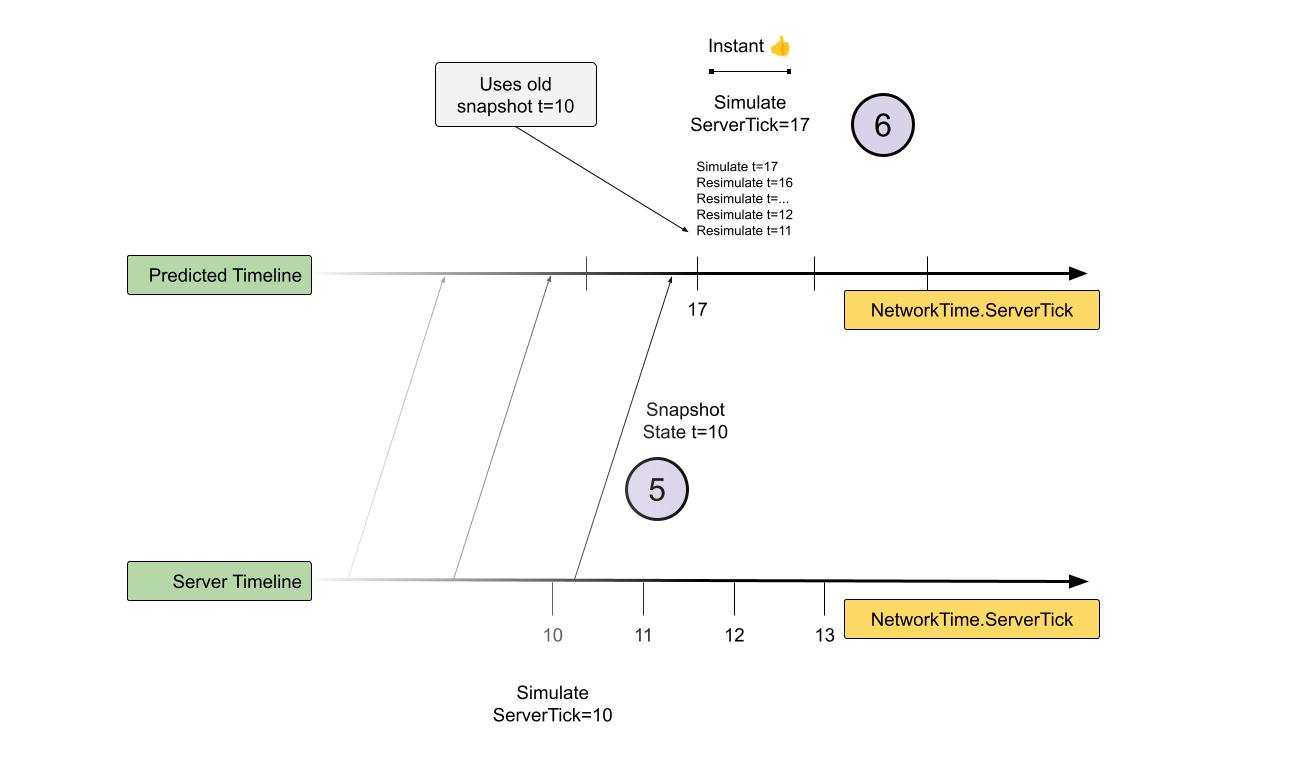 Instant 👍
Uses old
snapshot t=10
Simulate
ServerTick=17
6
Simulate t=17
Resimulate t=16
Resimulate t=...
Resimulate t=12
Resimulate t=11
Predicted Timeline
17
NetworkTime.ServerTick
Snapshot
State t=10
5
Server Timeline
10
11
12
13
NetworkTime.ServerTick
Simulate
ServerTick=10